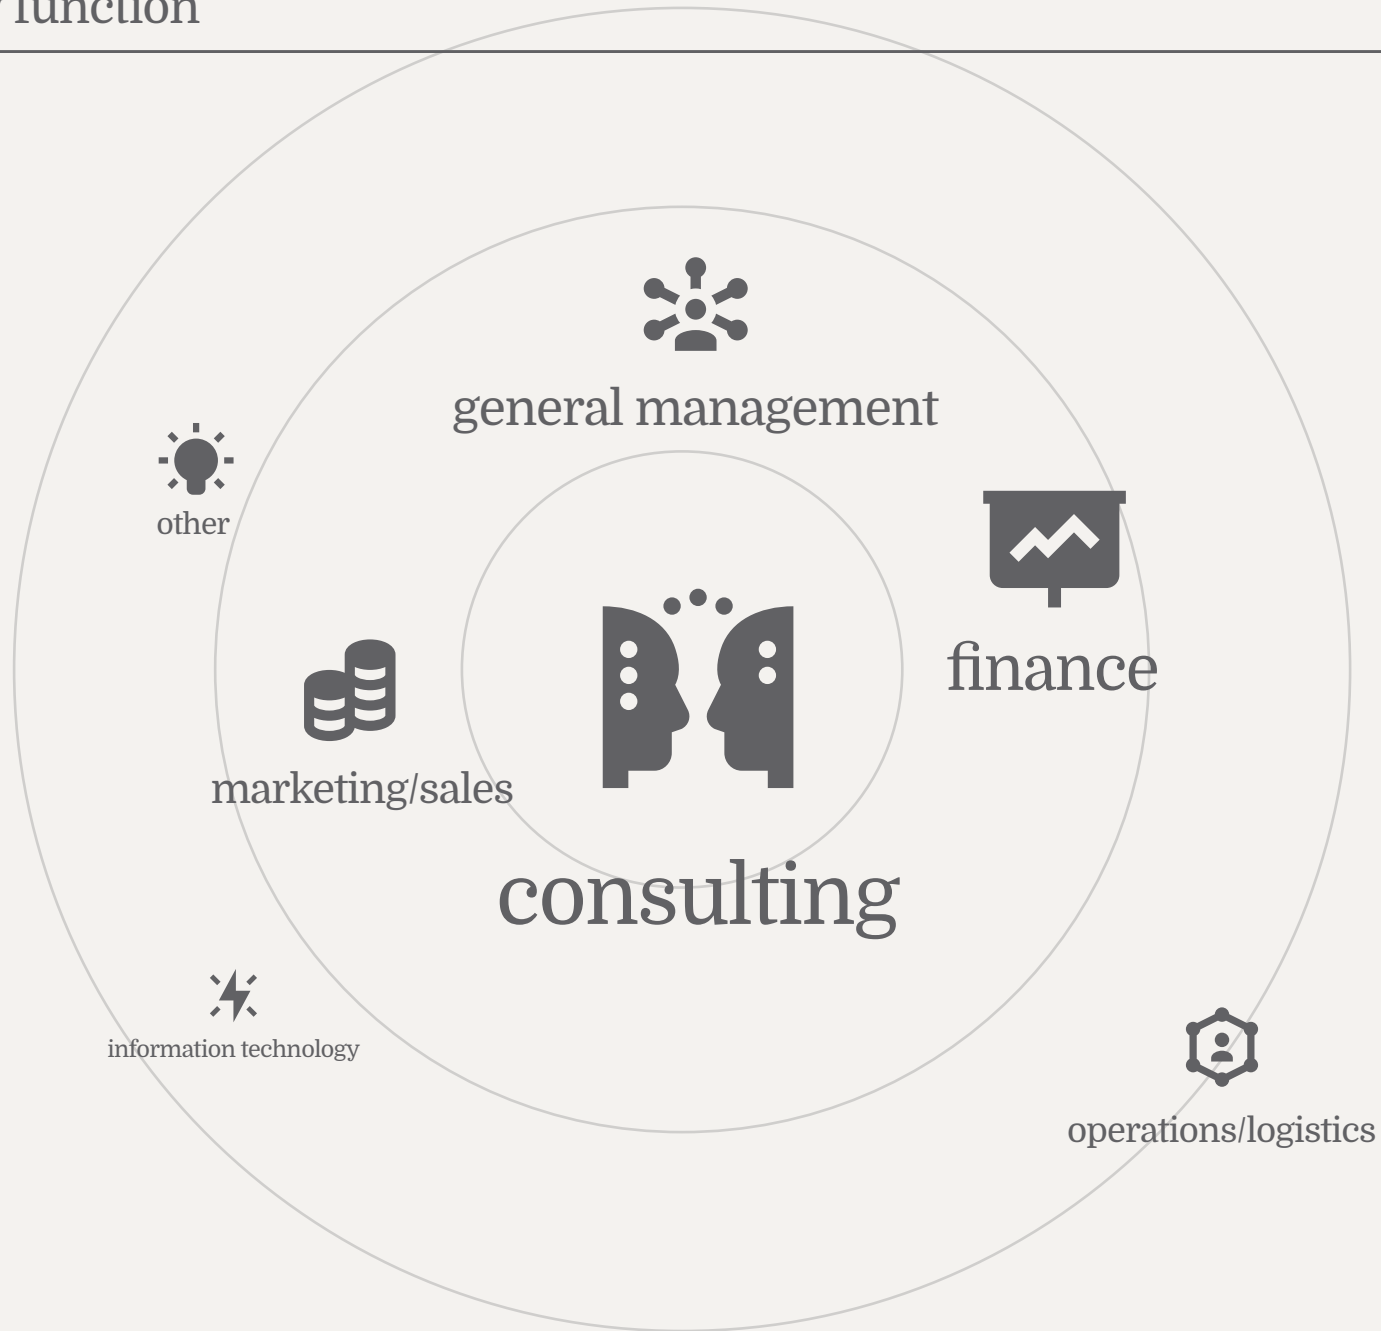 function
general management
other
finance
marketing/sales
consulting
information technology
operations/logistics